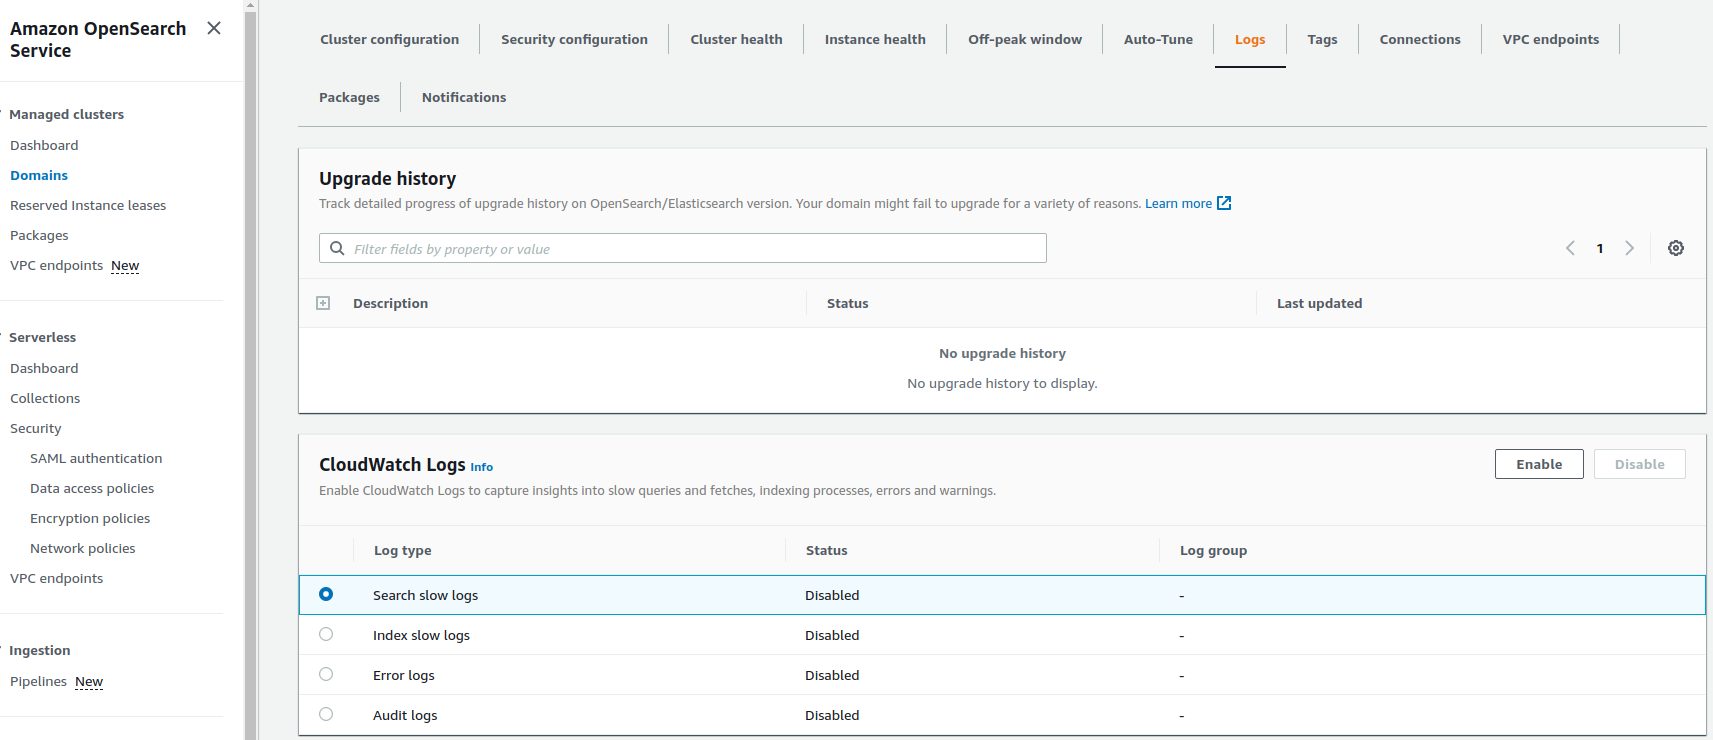 Amazon OpenSearch
Service
Managed clusters
Dashboard
Domains
Reserved Instance leases
Packages
VPC endpoints New
Serverless
Dashboard
Collections
Security
SAML authentication
Data access policies
Encryption policies
Network policies
VPC endpoints
Ingestion
Pipelines New
Cluster configuration Security configuration Cluster health Instance health Off-peak window Auto-Tune Logs Tags Connections VPC endpoints
Packages Notifications
Upgrade history
Track detailed progress of upgrade history on OpenSearch/Elasticsearch version. Your domain might fail to upgrade for a variety of reasons. Learn more
Filter fields by property or value 1
Description Status Last updated
No upgrade history
No upgrade history to display.
CloudWatch Logs Info Enable Disable
Enable CloudWatch Logs to capture insights into slow queries and fetches, indexing processes, errors and warnings.
Log type Status Log group
Search slow logs Disabled -
Index slow logs Disabled -
Error logs Disabled -
Audit logs Disabled -